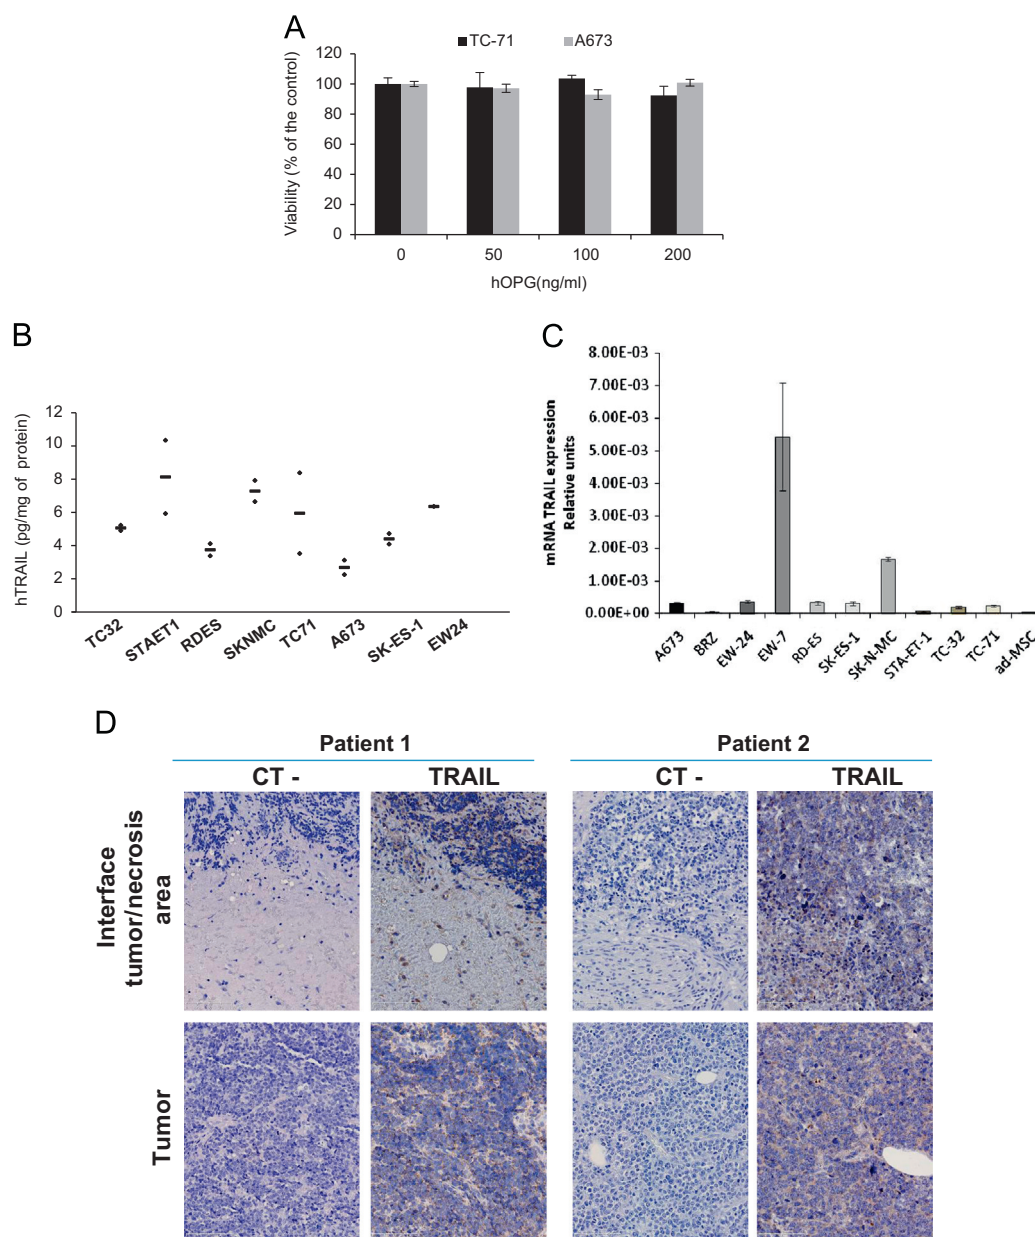 A
TC-71 A673
Viability (% of the control)
120
100
80
60
40
20
0
0 50 100 200
hOPG(ng/ml)
B
hTRAIL (pg/mg of protein)
12
10
8
6
4
2
0
TC32 STAET1 RDES SKNMC TC71 A673 SK-ES-1 EW24
C
mRNA TRAIL expression
Relative units
8.00E-03
7.00E-03
6.00E-03
5.00E-03
4.00E-03
3.00E-03
2.00E-03
1.00E-03
0.00E+00
A673 BRZ EW-24 EW-7 RD-ES SK-ES-1 SK-N-MC STA-ET-1 TC-32 TC-71 ad-MSC
D
Patient 1 Patient 2
CT - TRAIL CT - TRAIL
Interface
tumor/necrosis
area
Tumor